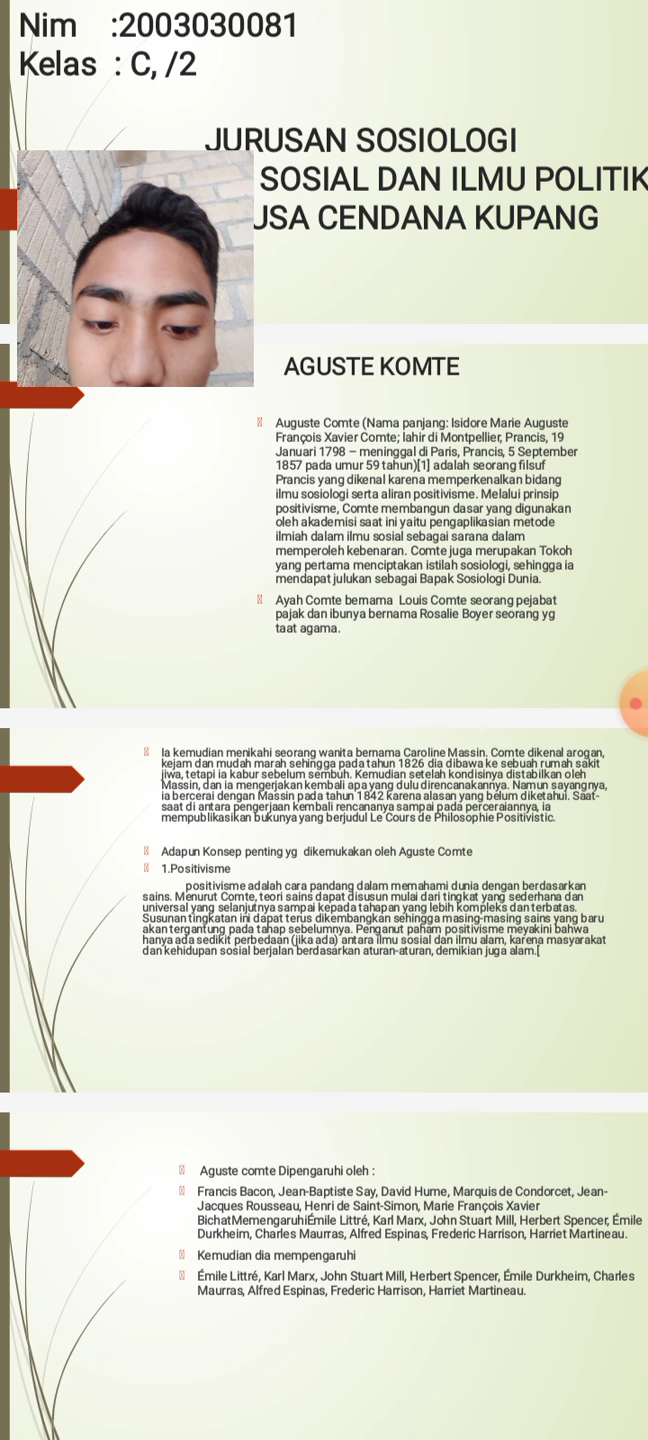 Nim :2003030081
Kelas : C, /2
JURUSAN SOSIOLOGI
SOSIAL DAN ILMU POLITIK
USA CENDANA KUPANG
AGUSTE KOMTE
Auguste Comte (Nama panjang: Isidore Marie Auguste
François Xavier Comte; lahir di Montpellier, Prancis, 19
Januari 1798 – meninggal di Paris, Prancis, 5 September
1857 pada umur 59 tahun)[1] adalah seorang filsuf
Prancis yang dikenal karena memperkenalkan bidang
ilmu sosiologi serta aliran positivisme. Melalui prinsip
positivisme, Comte membangun dasar yang digunakan
oleh akademisi saat ini yaitu pengaplikasian metode
ilmiah dalam ilmu sosial sebagai sarana dalam
memperoleh kebenaran. Comte juga merupakan Tokoh
yang pertama menciptakan istilah sosiologi, sehingga ia
mendapat julukan sebagai Bapak Sosiologi Dunia.
Ayah Comte bernama Louis Comte seorang pejabat
pajak dan ibunya bernama Rosalie Boyer seorang yg
taat agama.
Ia kemudian menikahi seorang wanita bernama Caroline Massin. Comte dikenal arogan,
kejam dan mudah marah sehingga pada tahun 1826 dia dibawa ke sebuah rumah sakit
jiwa, tetapi ia kabur sebelum sembuh. Kemudian setelah kondisinya distabilkan oleh
Massin, dan ia mengerjakan kembali apa yang dulu direncanakannya. Namun sayangnya,
ia bercerai dengan Massin pada tahun 1842 karena alasan yang belum diketahui. Saat-
saat di antara pengerjaan kembali rencananya sampai pada perceraiannya, ia
mempublikasikan bukunya yang berjudul Le Cours de Philosophie Positivistic.
Adapun Konsep penting yg dikemukakan oleh Aguste Comte
1.Positivisme
positivisme adalah cara pandang dalam memahami dunia dengan berdasarkan
sains. Menurut Comte, teori sains dapat disusun mulai dari tingkat yang sederhana dan
universal yang selanjutnya sampai kepada tahapan yang lebih kompleks dan terbatas.
Susunan tingkatan ini dapat terus dikembangkan sehingga masing-masing sains yang baru
akan tergantung pada tahap sebelumnya. Penganut paham positivisme meyakini bahwa
hanya ada sedikit perbedaan (jika ada) antara ilmu sosial dan ilmu alam, karena masyarakat
dan kehidupan sosial berjalan berdasarkan aturan-aturan, demikian juga alam.[
Aguste comte Dipengaruhi oleh :
Francis Bacon, Jean-Baptiste Say, David Hume, Marquis de Condorcet, Jean-
Jacques Rousseau, Henri de Saint-Simon, Marie François Xavier
BichatMemengaruhiÉmile Littré, Karl Marx, John Stuart Mill, Herbert Spencer, Émile
Durkheim, Charles Maurras, Alfred Espinas, Frederic Harrison, Harriet Martineau.
Kemudian dia mempengaruhi
Émile Littré, Karl Marx, John Stuart Mill, Herbert Spencer, Émile Durkheim, Charles
Maurras, Alfred Espinas, Frederic Harrison, Harriet Martineau.